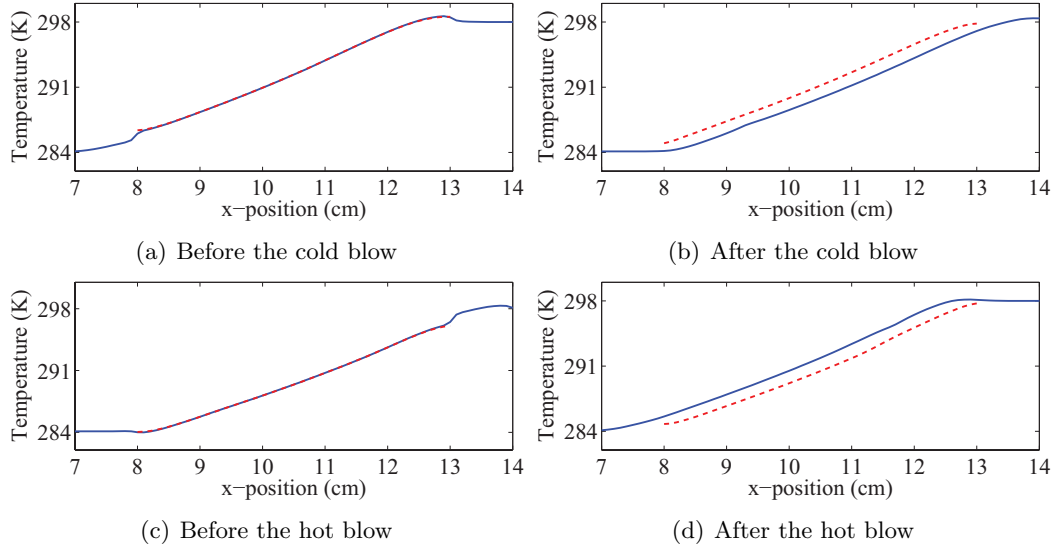 298
291
284
Temperature (K)
7 8 9 10 11 12 13 14
x−position (cm)
(a) Before the cold blow
298
291
284
Temperature (K)
7 8 9 10 11 12 13 14
x−position (cm)
(b) After the cold blow
298
291
284
Temperature (K)
7 8 9 10 11 12 13 14
x−position (cm)
(c) Before the hot blow
298
291
284
Temperature (K)
7 8 9 10 11 12 13 14
x−position (cm)
(d) After the hot blow